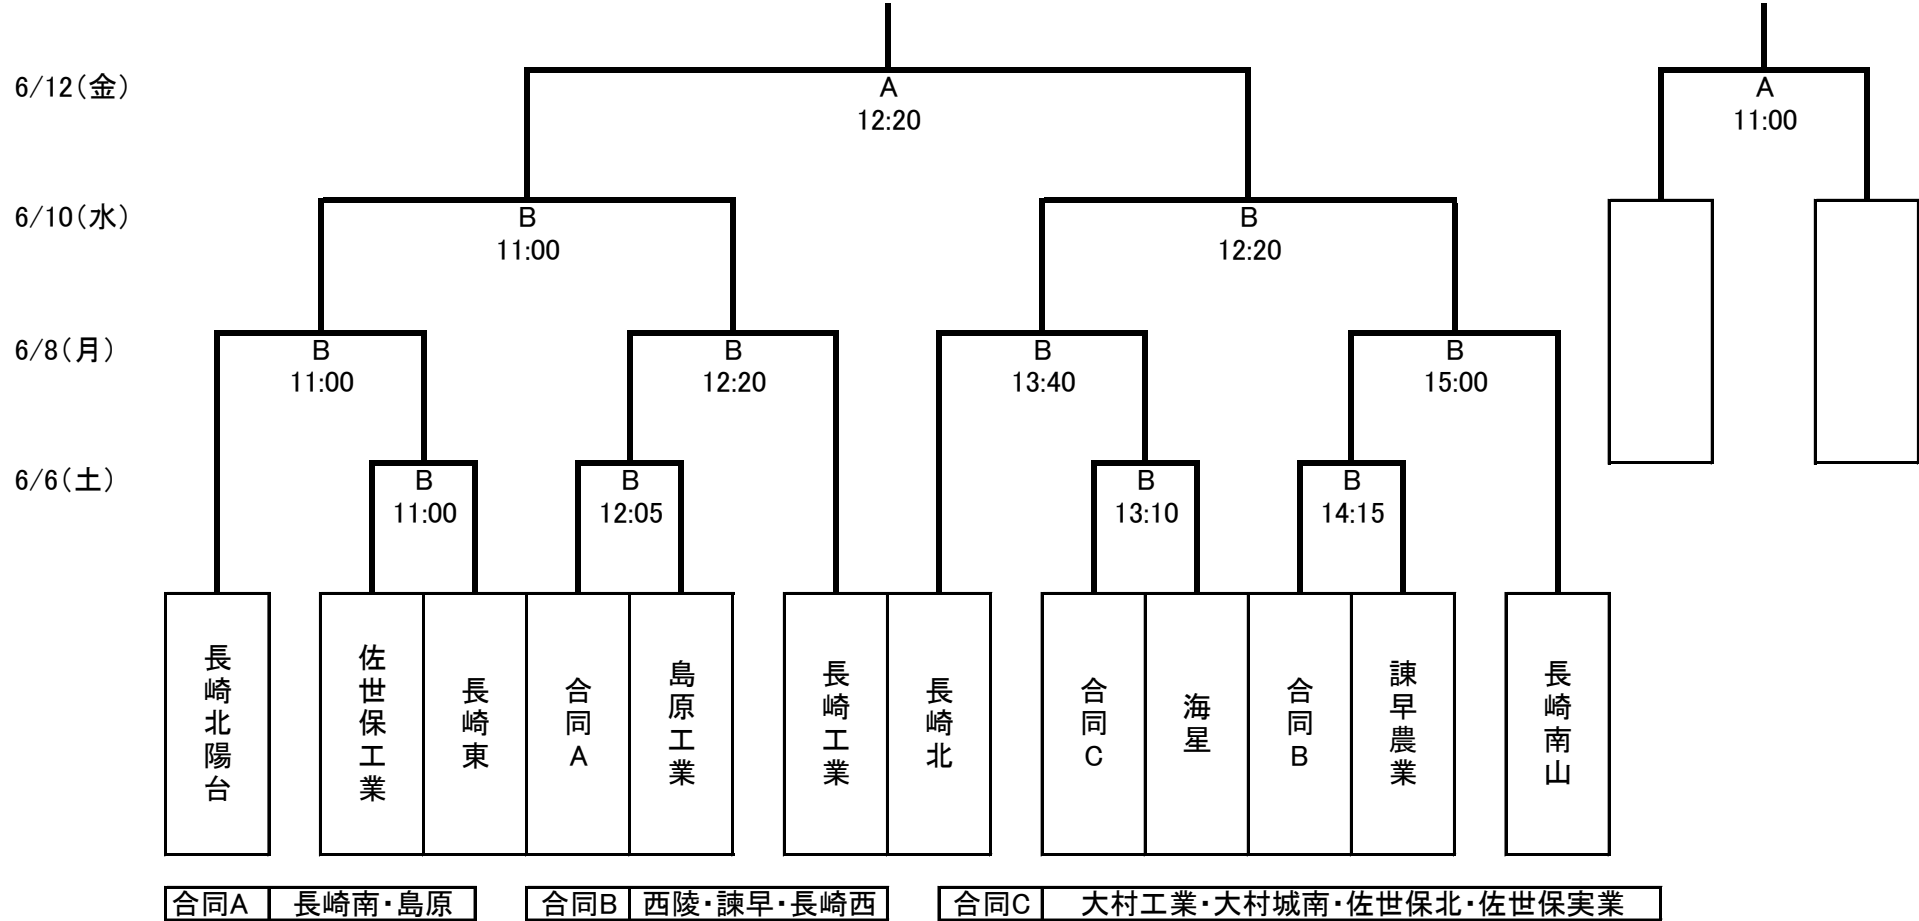 6/12(金)
A
12:20
A
11:00
6/10(水)
B
11:00
B
12:20
6/8(月)
B
11:00
B
12:20
B
13:40
B
15:00
6/6(土)
B
11:00
B
12:05
B
13:10
B
14:15
長崎北陽台
佐世保工業
長崎東
合同A
島原工業
長崎工業
長崎北
合同C
海星
合同B
諫早農業
長崎南山
合同A 長崎南・島原
合同B 西陵・諫早・長崎西
合同C 大村工業・大村城南・佐世保北・佐世保実業